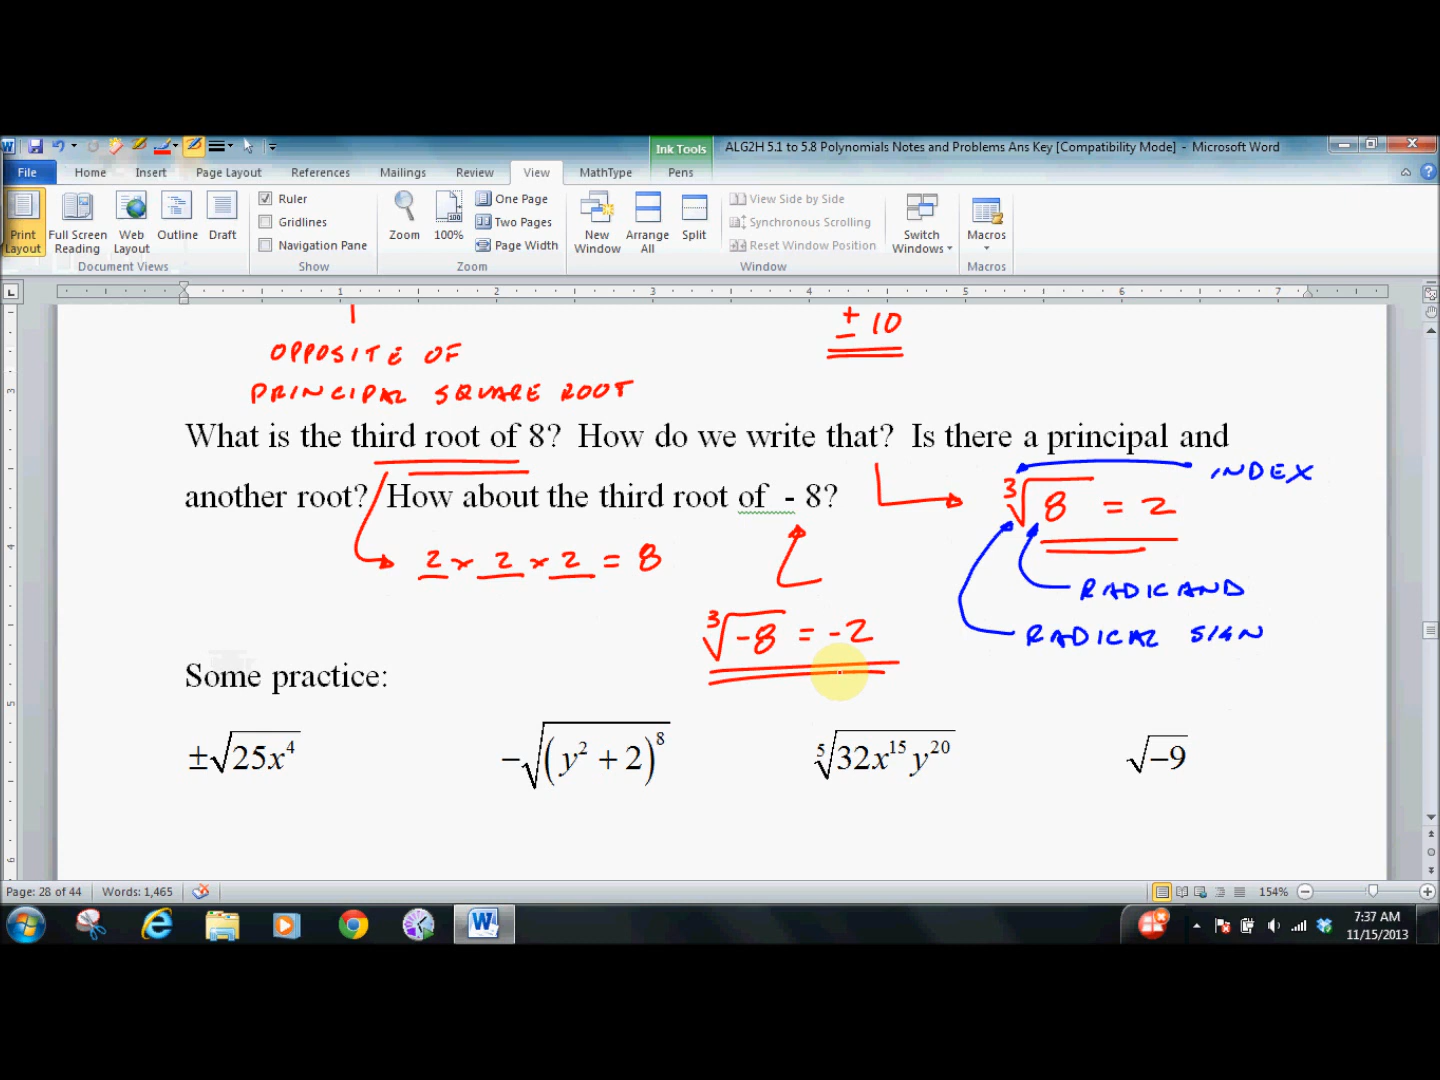 ALG2H 5.1 to 5.8 Polynomials Notes and Problems Ans Key [Compatibility Mode] - Microsoft Word
Ink Tools
File Home Insert Page Layout References Mailings Review View MathType Pens
Print Layout
Full Screen Reading
Web Layout
Outline
Draft
Document Views
Ruler
Gridlines
Navigation Pane
Show
Zoom
100%
One Page
Two Pages
Page Width
Zoom
New Window
Arrange All
Split
View Side by Side
Synchronous Scrolling
Reset Window Position
Window
Switch Windows
Macros
Macros
1 2 3 4 5 6 7
± 10
OPPOSITE OF
PRINCIPAL SQUARE ROOT
What is the third root of 8? How do we write that? Is there a principal and
INDEX
another root? How about the third root of - 8?
∛8 = 2
2 × 2 × 2 = 8
RADICAND
∛-8 = -2
RADICAL SIGN
Some practice:
±√25x⁴ −√(y² + 2)⁸ ⁵√32x¹⁵y²⁰ √−9
Page: 28 of 44 Words: 1,465 154%
7:37 AM
11/15/2013